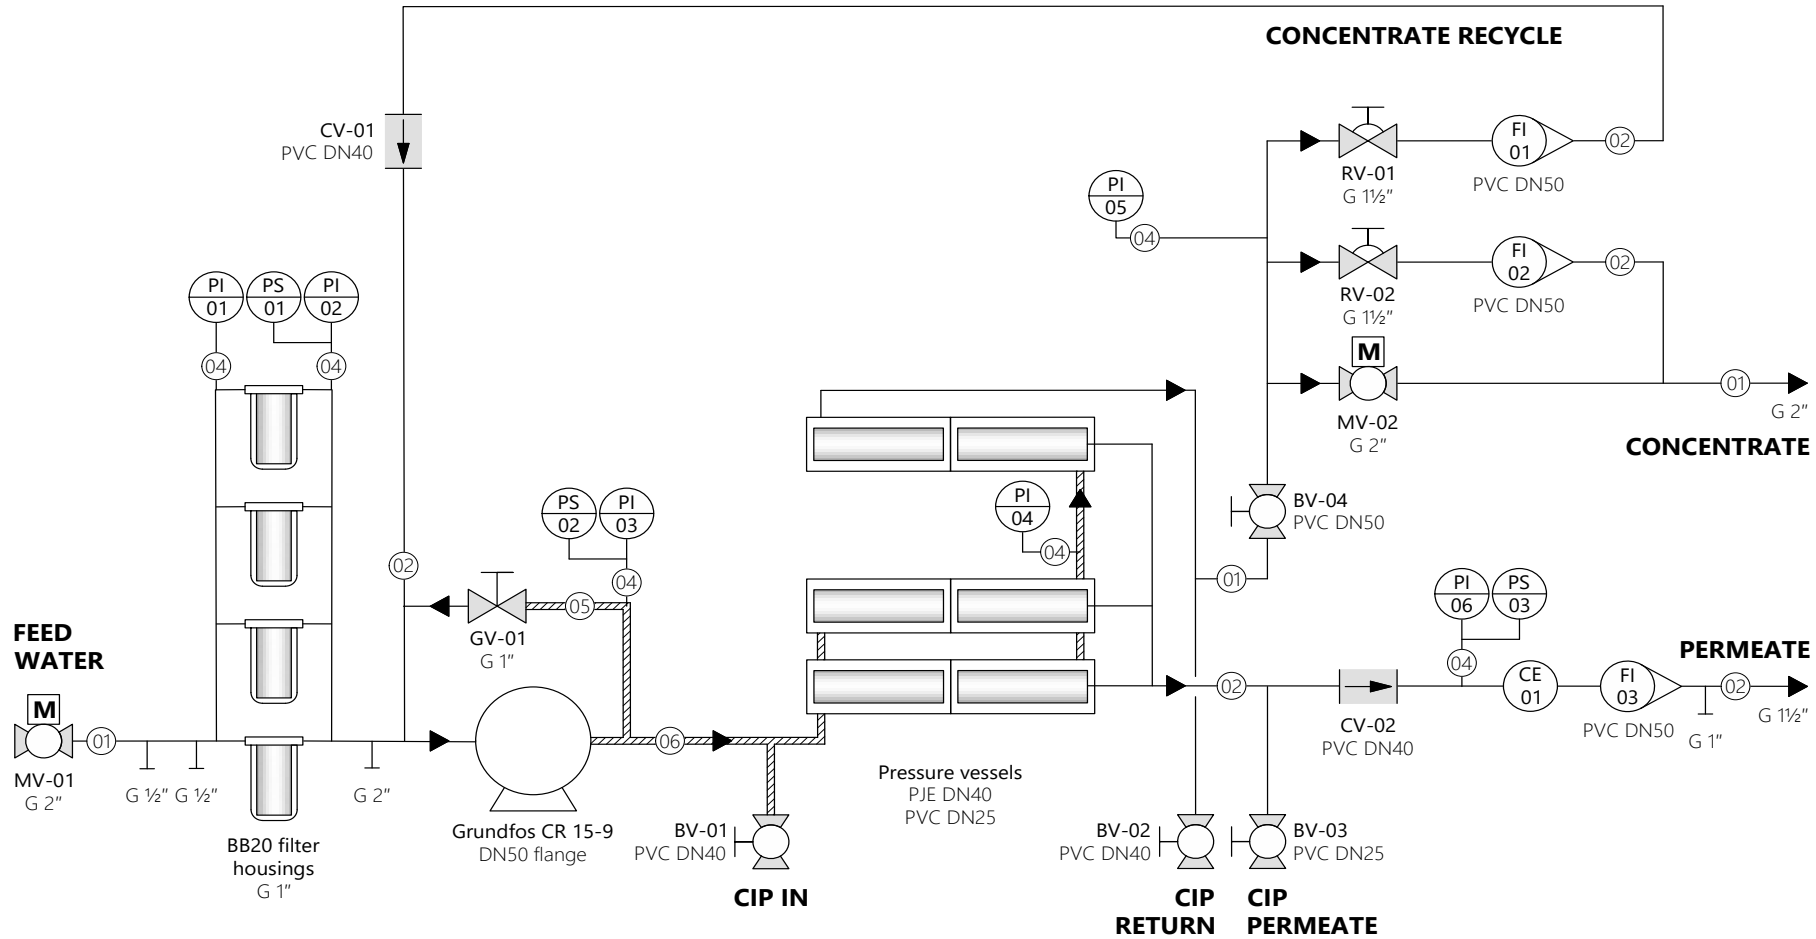 CONCENTRATE RECYCLE
CV-01
PVC DN40
RV-01
G 1½"
FI
01
02
PVC DN50
PI
05
04
RV-02
G 1½"
FI
02
02
PVC DN50
PI
01
PS
01
PI
02
04
04
M
MV-02
G 2"
01
G 2"
CONCENTRATE
BV-04
PVC DN50
PI
04
04
PS
02
PI
03
04
02
05
GV-01
G 1"
01
PI
06
PS
03
04
FEED
WATER
M
MV-01
G 2"
01
G ½"
G ½"
BB20 filter
housings
G 1"
G 2"
Grundfos CR 15-9
DN50 flange
06
BV-01
PVC DN40
CIP IN
Pressure vessels
PJE DN40
PVC DN25
02
CV-02
PVC DN40
CE
01
FI
03
PVC DN50
G 1"
PERMEATE
02
G 1½"
BV-02
PVC DN40
CIP
RETURN
BV-03
PVC DN25
CIP
PERMEATE